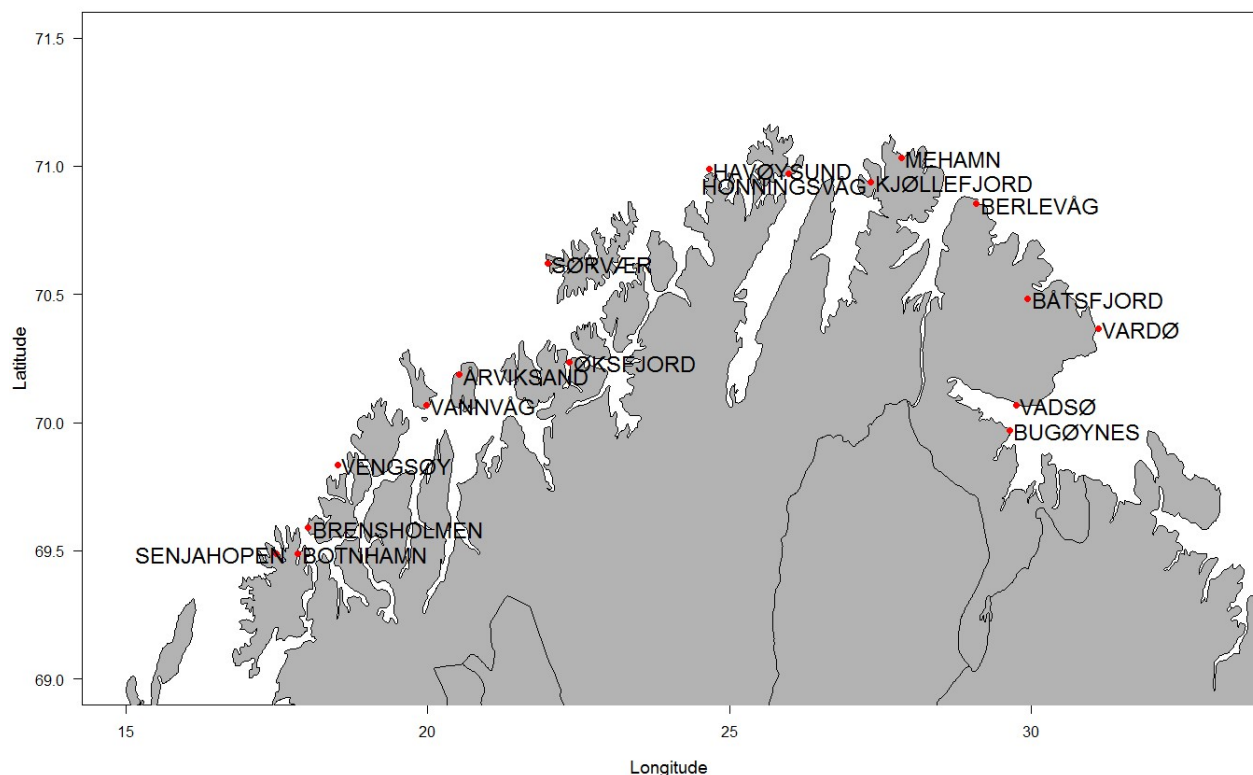 71.5
71.0
70.5
70.0
69.5
69.0
Latitude
MEHAMN
HAVØYSUND
HONNINGSVÅG
KJØLLEFJORD
BERLEVÅG
SØRVÆR
BÅTSFJORD
VARDØ
ØKSFJORD
ARVIKSAND
VANNVÅG
VADSØ
BUGØYNES
VENGSØY
BRENSHOLMEN
SENJAHOPEN
BOTNHAMN
15
20
25
30
Longitude